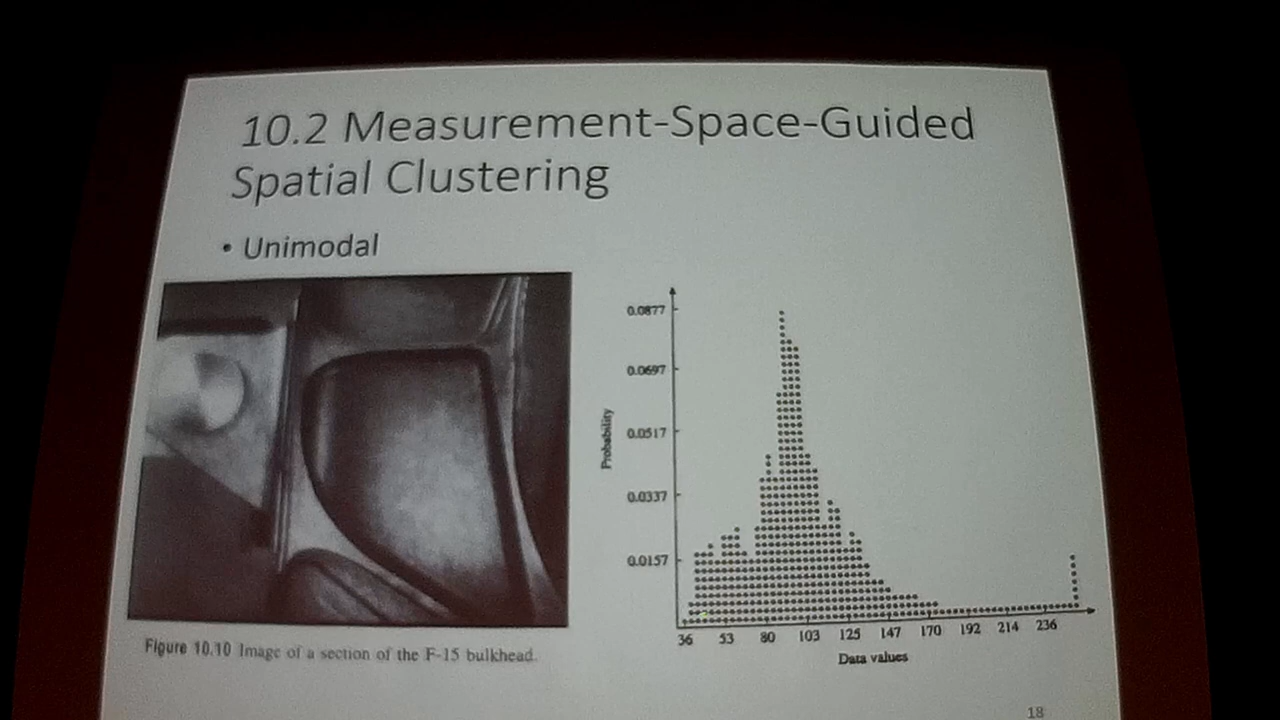 10.2 Measurement-Space-Guided
Spatial Clustering
• Unimodal
0.0877
0.0697
0.0517
0.0337
0.0157
Probability
36 53 80 103 125 147 170 192 214 236
Data values
Figure 10.10 Image of a section of the F-15 bulkhead.
18